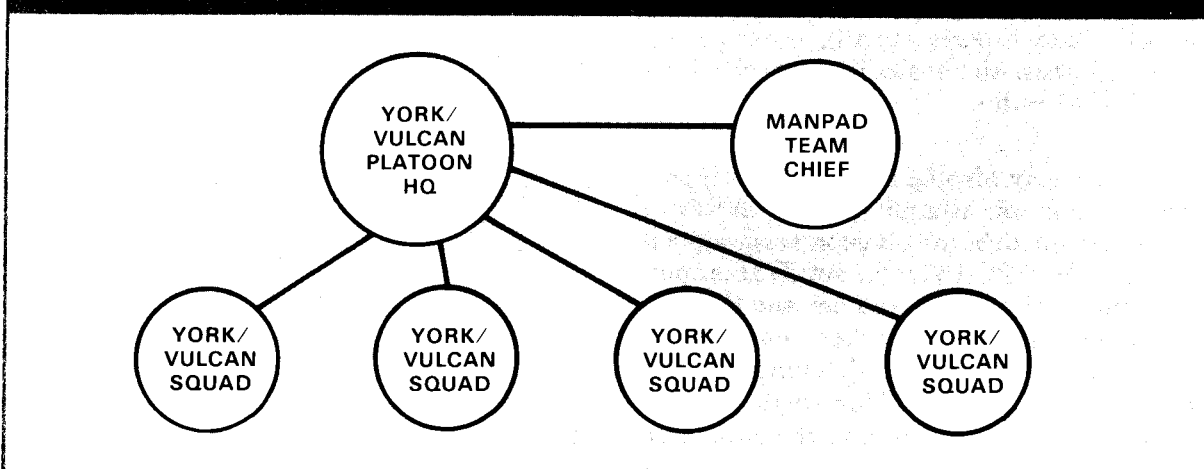 YORK/
VULCAN
PLATOON
HQ
MANPAD
TEAM
CHIEF
YORK/
VULCAN
SQUAD
YORK/
VULCAN
SQUAD
YORK/
VULCAN
SQUAD
YORK/
VULCAN
SQUAD